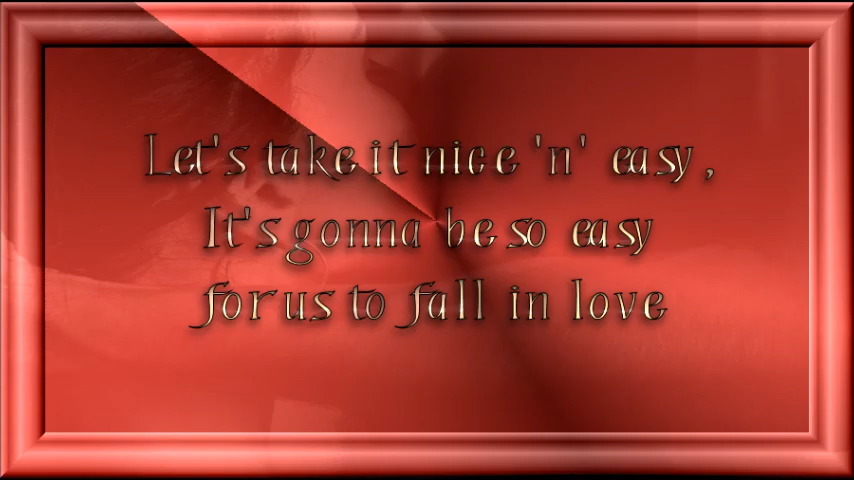 Let's take it nice 'n' easy,
It's gonna be so easy
for us to fall in love